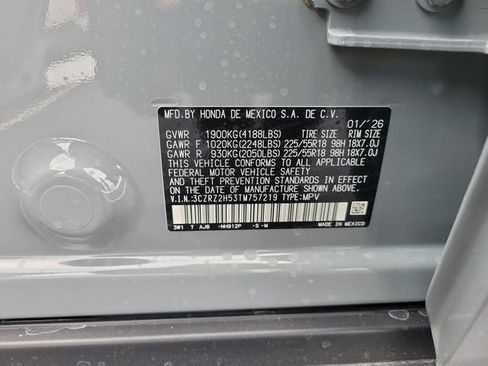 MFD.BY HONDA DE MEXICO S.A. DE C.V.
01/'26
GVWR 1900KG(4188LBS) TIRE SIZE RIM SIZE
GAWR F 1020KG(2248LBS) 225/55R18 98H 18X7.0J
GAWR R 930KG(2050LBS) 225/55R18 98H 18X7.0J
THIS VEHICLE CONFORMS TO ALL APPLICABLE
FEDERAL MOTOR VEHICLE SAFETY
AND THEFT PREVENTION STANDARDS IN EFFECT
ON THE DATE OF MANUFACTURE SHOWN ABOVE.
V.I.N.:3CZRZ2H53TM757219 TYPE:MPV
3W1 T AJ6 -NH912P -S -M
MADE IN MEXICO